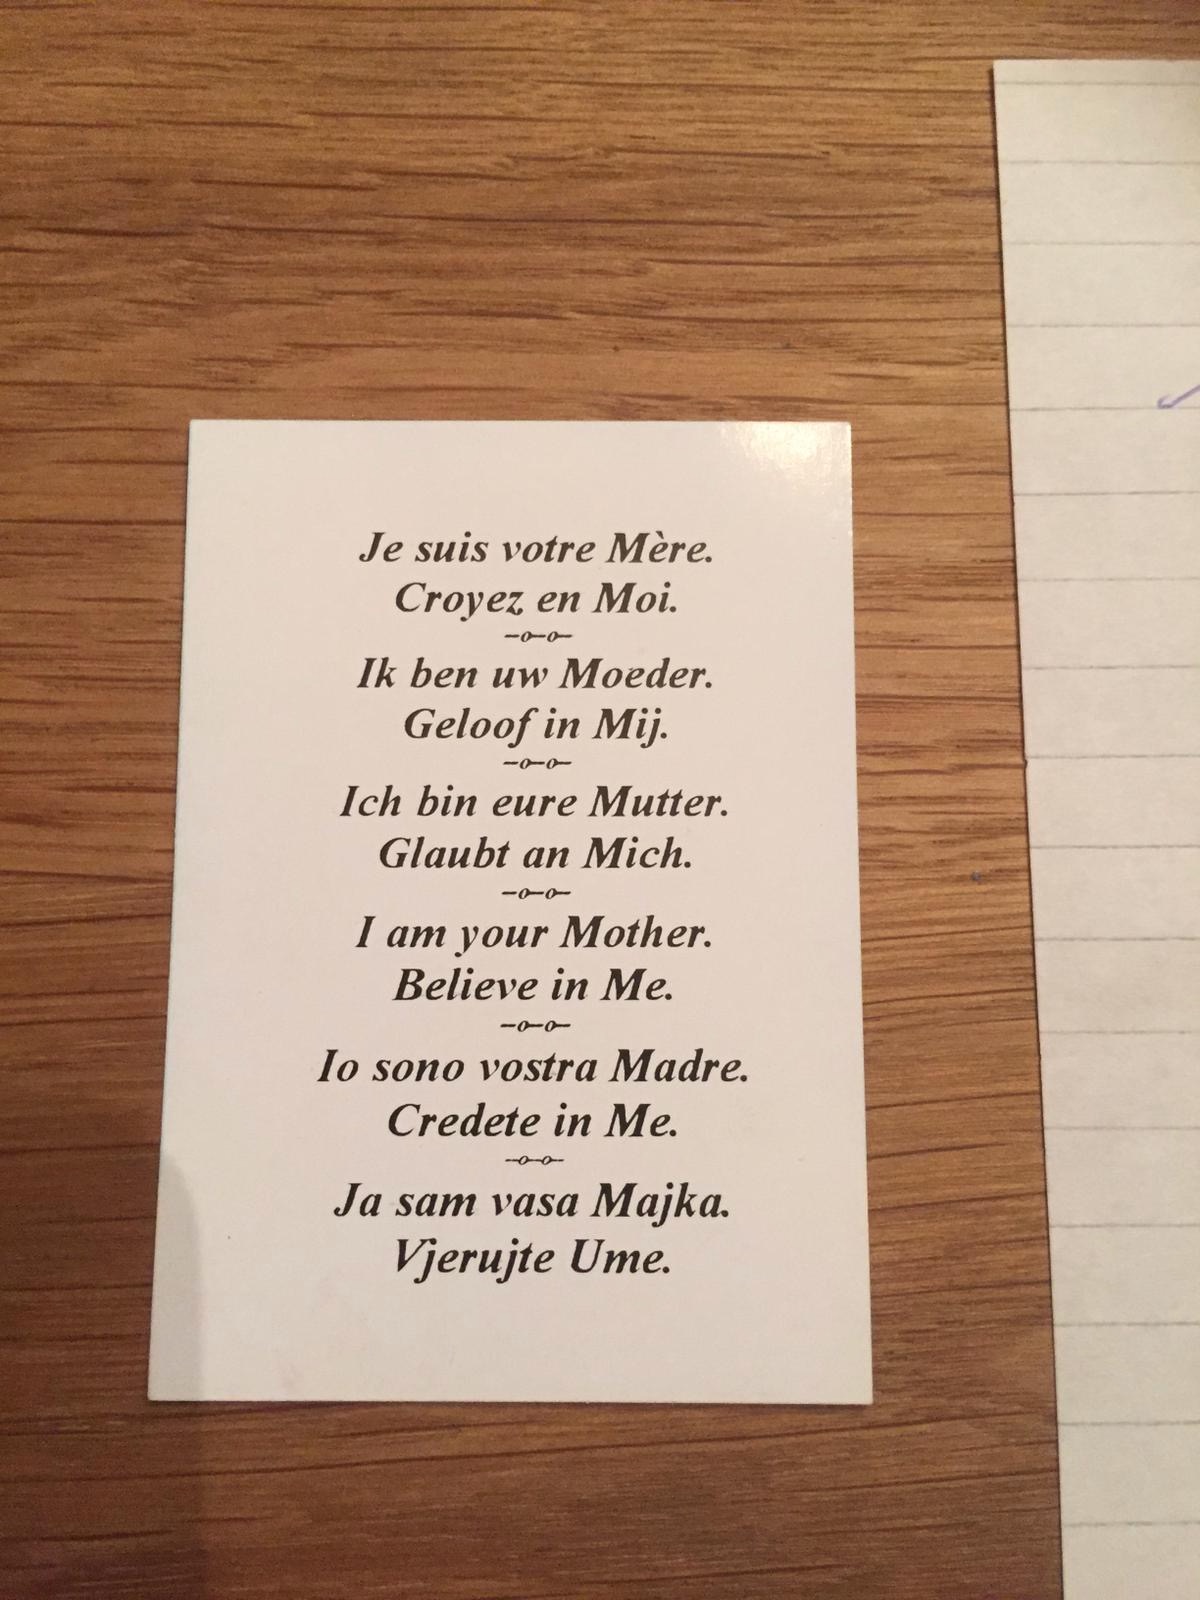 Je suis votre Mère.
Croyez en Moi.
Ik ben uw Moeder.
Geloof in Mij.
Ich bin eure Mutter.
Glaubt an Mich.
I am your Mother.
Believe in Me.
Io sono vostra Madre.
Credete in Me.
Ja sam vasa Majka.
Vjerujte Ume.